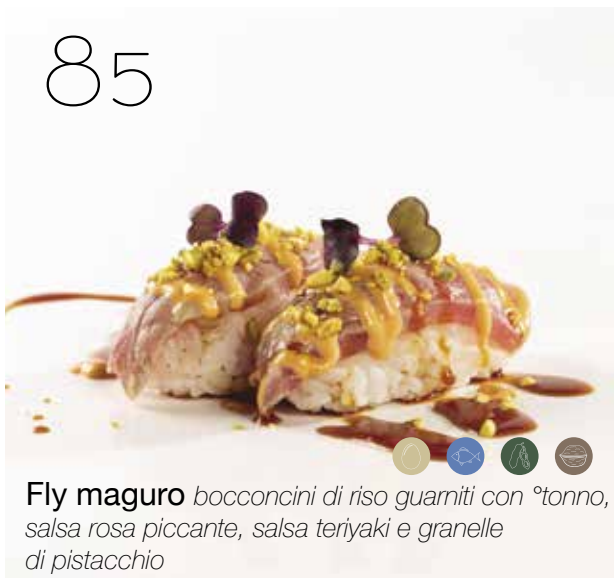 85
Fly maguro bocconcini di riso guarniti con °tonno,
salsa rosa piccante, salsa teriyaki e granelle
di pistacchio